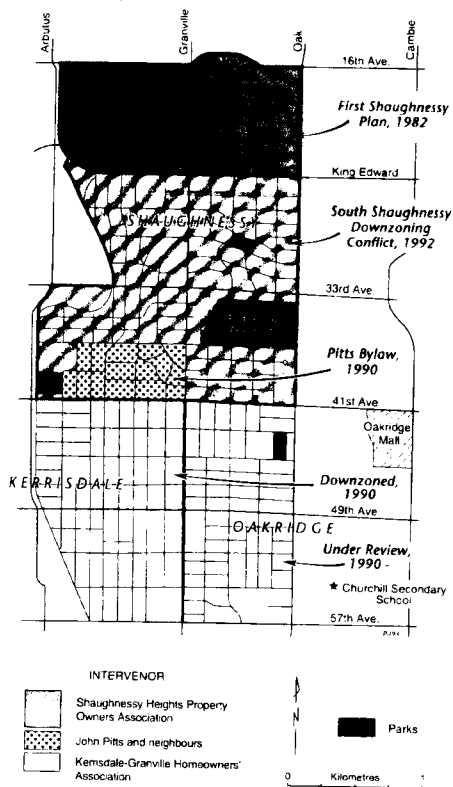 Arbutus
Granville
Oak
Cambie
16th Ave.
First Shaughnessy
Plan, 1982
King Edward
SHAUGHNESSY
South Shaughnessy
Downzoning
Conflict, 1992
33rd Ave.
Pitts Bylaw,
1990
41st Ave.
Oakridge
Mall
KERRISDALE
Downzoned,
1990
49th Ave
OAKRIDGE
Under Review,
1990 -
★ Churchill Secondary
School
57th Ave.
INTERVENOR
Shaughnessy Heights Property
Owners Association
John Pitts and neighbours
Kerrisdale-Granville Homeowners'
Association
N
Parks
0 Kilometres 1